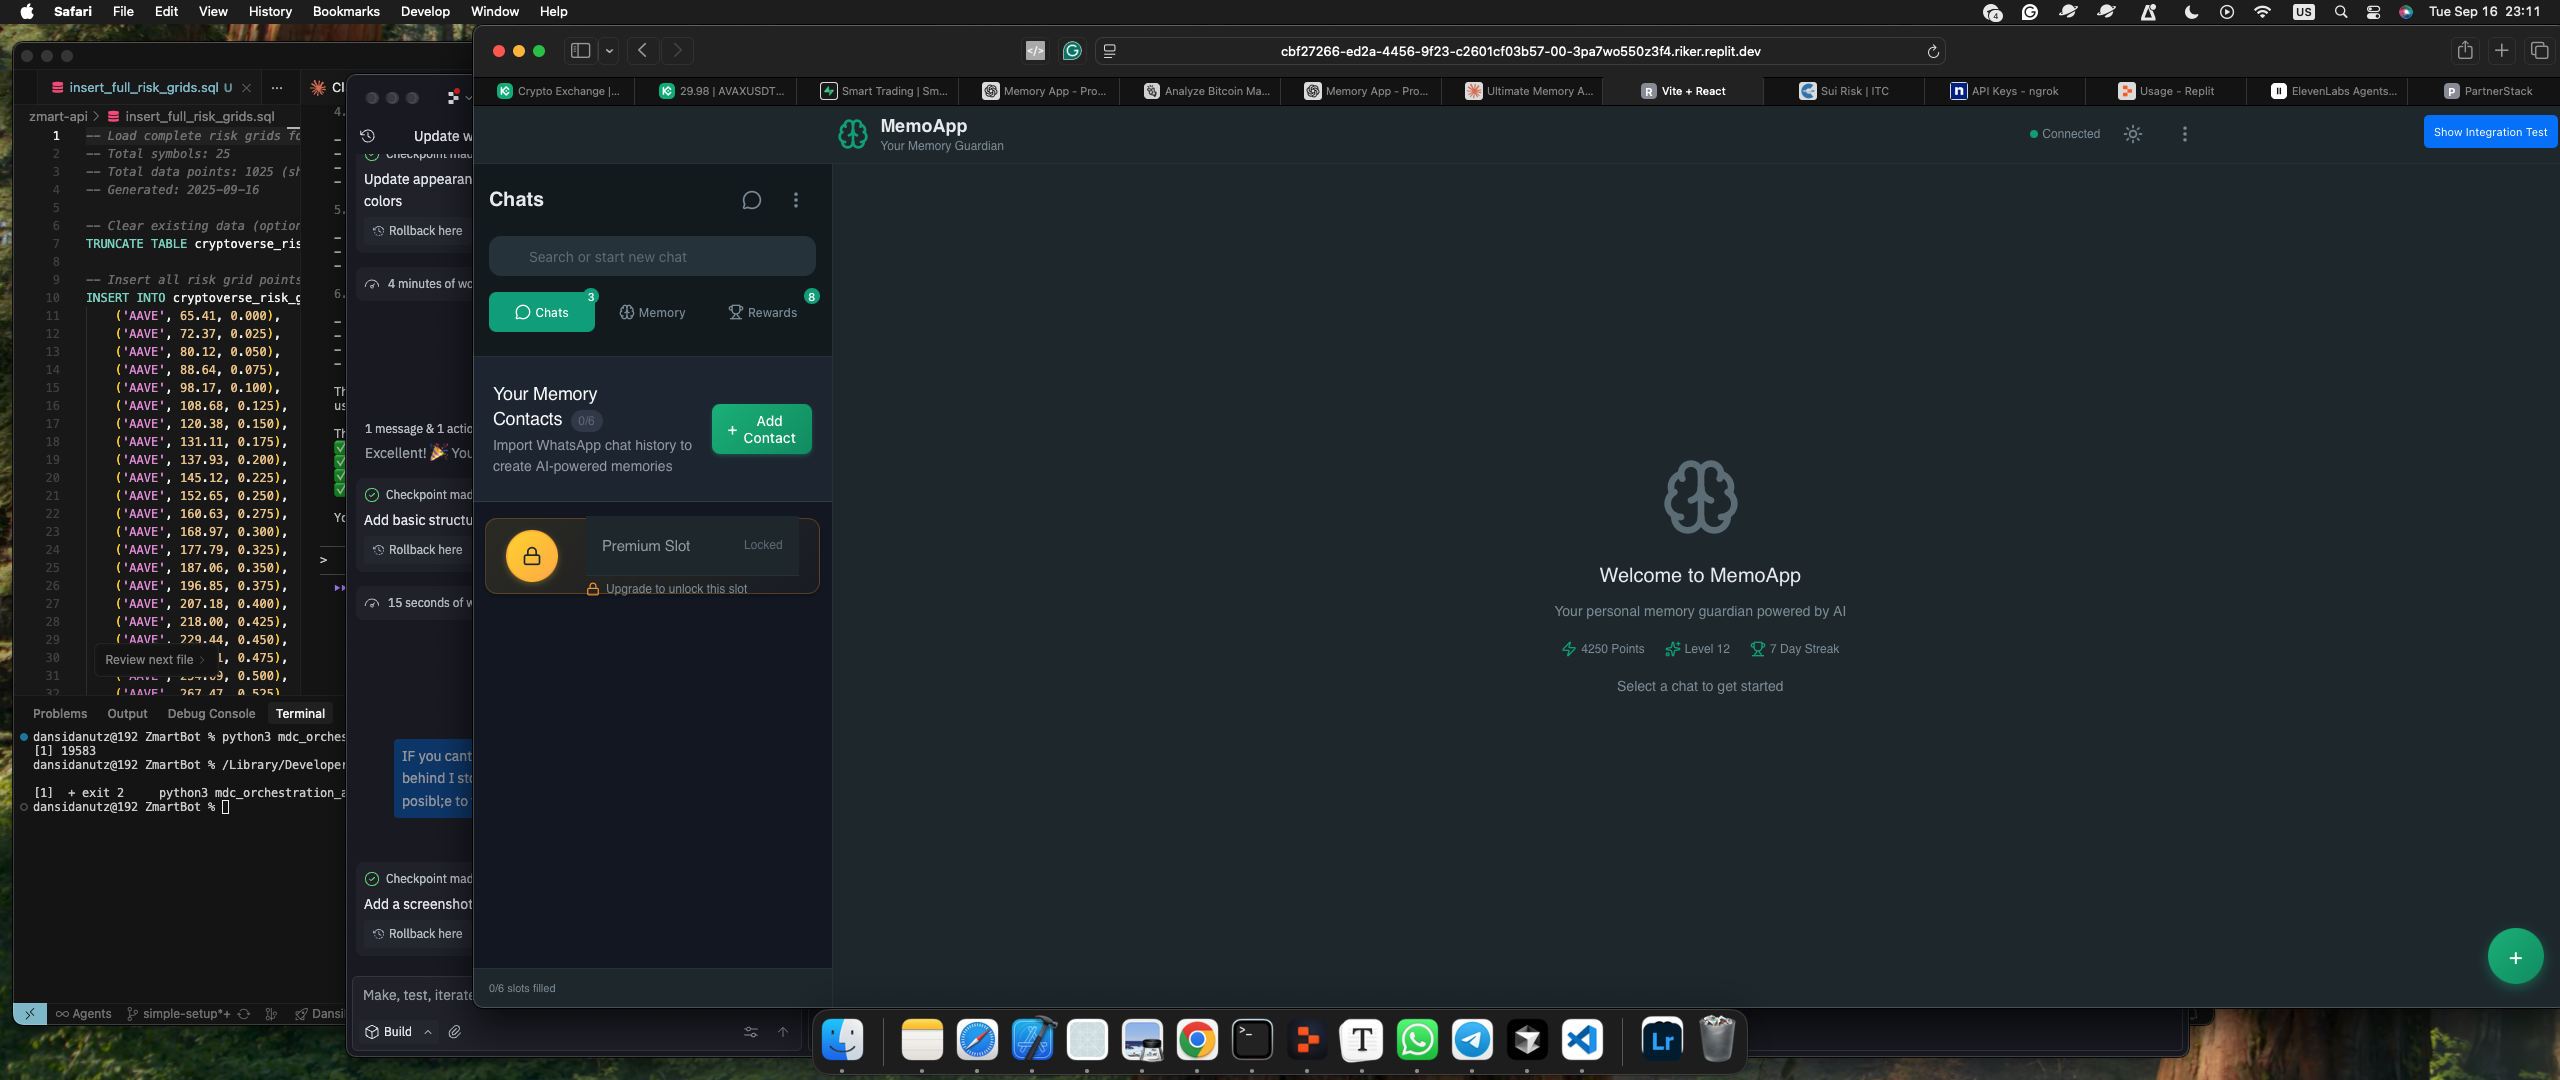 Safari File Edit View History Bookmarks Develop Window Help
4
US
Tue Sep 16 23:11
insert_full_risk_grids.sql U
zmart-api > insert_full_risk_grids.sql
1 -- Load complete risk grids fo
2 -- Total symbols: 25
3 -- Total data points: 1025 (sh
4 -- Generated: 2025-09-16
5
6 -- Clear existing data (option
7 TRUNCATE TABLE cryptoverse_ris
8
9 -- Insert all risk grid points
10 INSERT INTO cryptoverse_risk_g
11 ('AAVE', 65.41, 0.000),
12 ('AAVE', 72.37, 0.025),
13 ('AAVE', 80.12, 0.050),
14 ('AAVE', 88.64, 0.075),
15 ('AAVE', 98.17, 0.100),
16 ('AAVE', 108.68, 0.125),
17 ('AAVE', 120.38, 0.150),
18 ('AAVE', 131.11, 0.175),
19 ('AAVE', 137.93, 0.200),
20 ('AAVE', 145.12, 0.225),
21 ('AAVE', 152.65, 0.250),
22 ('AAVE', 160.63, 0.275),
23 ('AAVE', 168.97, 0.300),
24 ('AAVE', 177.79, 0.325),
25 ('AAVE', 187.06, 0.350),
26 ('AAVE', 196.85, 0.375),
27 ('AAVE', 207.18, 0.400),
28 ('AAVE', 218.00, 0.425),
29 ('AAVE', 229.44, 0.450),
30 1, 0.475),
31 0.500)
32 ('AAVE', 267.47, 0.525)
Review next file >
Problems Output Debug Console Terminal
dansidanutz@192 ZmartBot % python3 mdc_orches
[1] 19583
dansidanutz@192 ZmartBot % /Library/Developer
[1] + exit 2 python3 mdc_orchestration_a
dansidanutz@192 ZmartBot %
Agents simple-setup*+ Dansi
Cl
4.
5.
6.
Th
us
Th
Yo
>
Update w
Checkpoint mad
Update appearan
colors
Rollback here
4 minutes of wo
1 message & 1 actio
Excellent! 🎉 You
Checkpoint mad
Add basic structu
Rollback here
15 seconds of w
IF you cant
behind I sto
posibl;e to
Checkpoint mad
Add a screenshot
Rollback here
Make, test, iterate
Build
cbf27266-ed2a-4456-9f23-c2601cf03b57-00-3pa7wo550z3f4.riker.replit.dev
Crypto Exchange |...
29.98 | AVAXUSDT...
Smart Trading | Sm...
Memory App - Pro...
Analyze Bitcoin Ma...
Memory App - Pro...
Ultimate Memory A...
R Vite + React
Sui Risk | ITC
n API Keys - ngrok
Usage - Replit
ElevenLabs Agents...
P PartnerStack
MemoApp
Your Memory Guardian
Connected
Show Integration Test
Chats
Search or start new chat
Chats 3
Memory
Rewards 8
Your Memory
Contacts 0/6
Import WhatsApp chat history to
create AI-powered memories
+ Add
Contact
Premium Slot Locked
Upgrade to unlock this slot
0/6 slots filled
Welcome to MemoApp
Your personal memory guardian powered by AI
4250 Points Level 12 7 Day Streak
Select a chat to get started
+
T
Lr